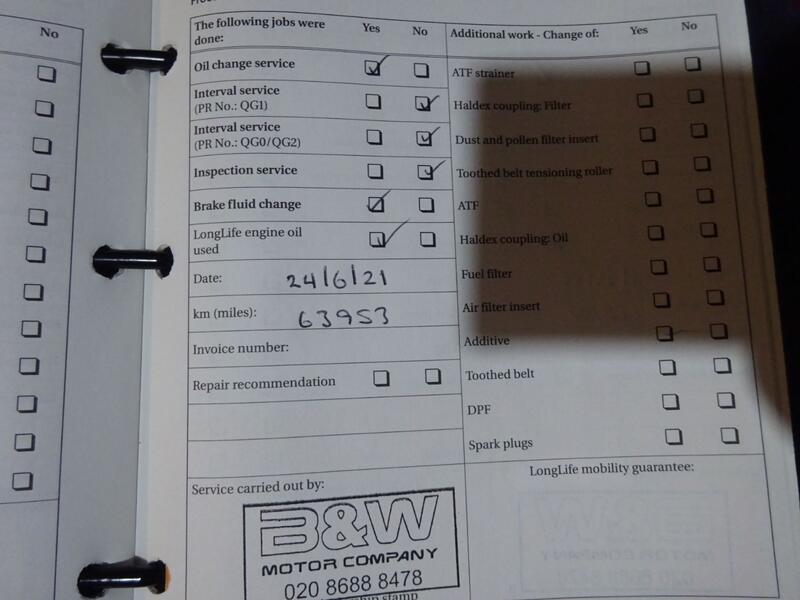 No
The following jobs were
done:
Yes
No
Oil change service
Interval service
(PR No.: QG1)
Interval service
(PR No.: QG0/QG2)
Inspection service
Brake fluid change
LongLife engine oil
used
Date:
24/6/21
km (miles):
63953
Invoice number:
Repair recommendation
Service carried out by:
B&W
MOTOR COMPANY
020 8688 8478
stamp
Additional work - Change of:
Yes
No
ATF strainer
Haldex coupling: Filter
Dust and pollen filter insert
Toothed belt tensioning roller
ATF
Haldex coupling: Oil
Fuel filter
Air filter insert
Additive
Toothed belt
DPF
Spark plugs
LongLife mobility guarantee: